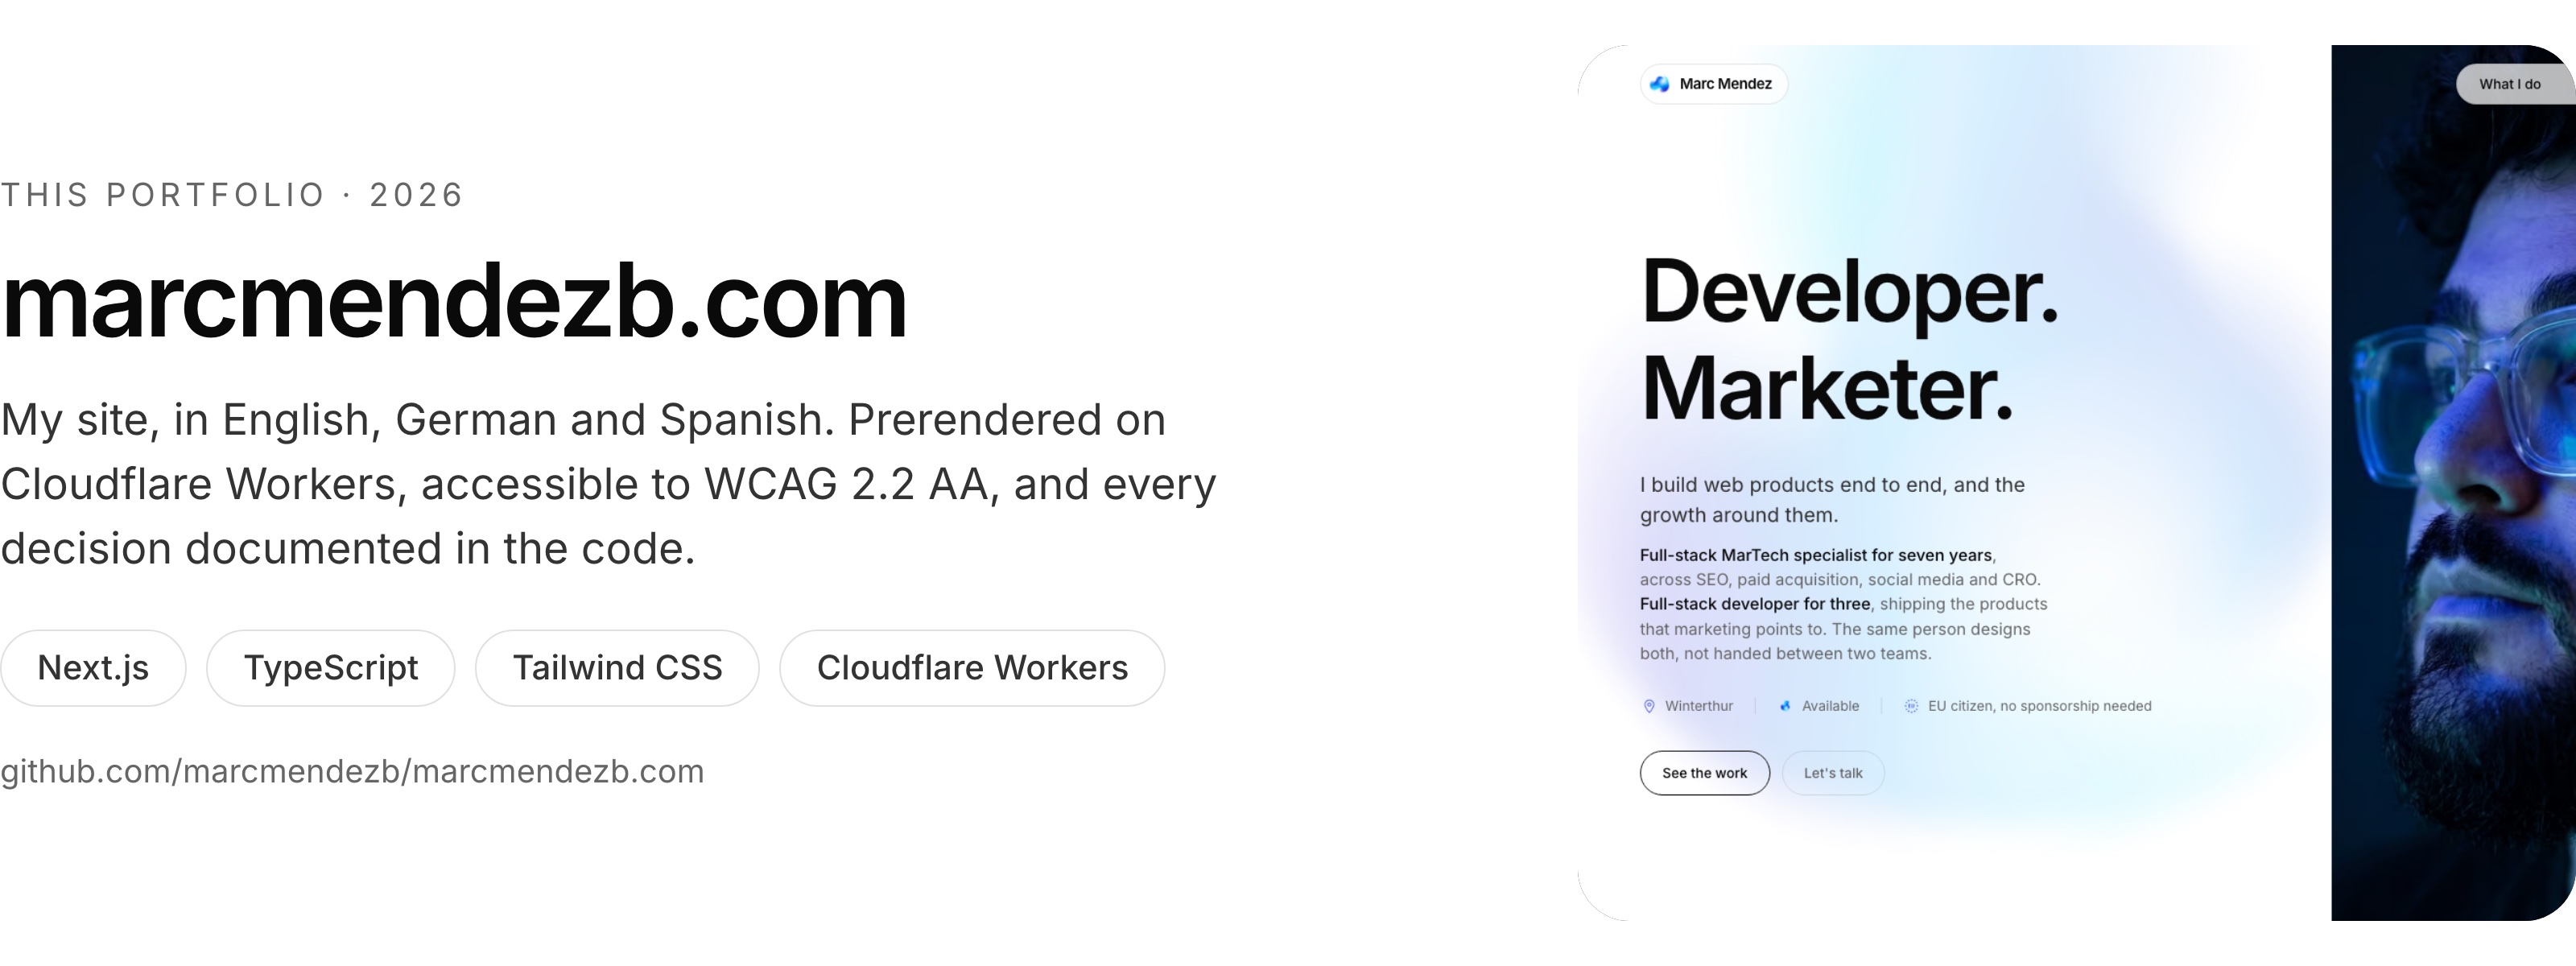 THIS PORTFOLIO · 2026
marcmendezb.com
My site, in English, German and Spanish. Prerendered on
Cloudflare Workers, accessible to WCAG 2.2 AA, and every
decision documented in the code.
Next.js
TypeScript
Tailwind CSS
Cloudflare Workers
github.com/marcmendezb/marcmendezb.com
Marc Mendez
What I do
Developer.
Marketer.
I build web products end to end, and the
growth around them.
Full-stack MarTech specialist for seven years,
across SEO, paid acquisition, social media and CRO.
Full-stack developer for three, shipping the products
that marketing points to. The same person designs
both, not handed between two teams.
Winterthur
Available
EU citizen, no sponsorship needed
See the work
Let's talk